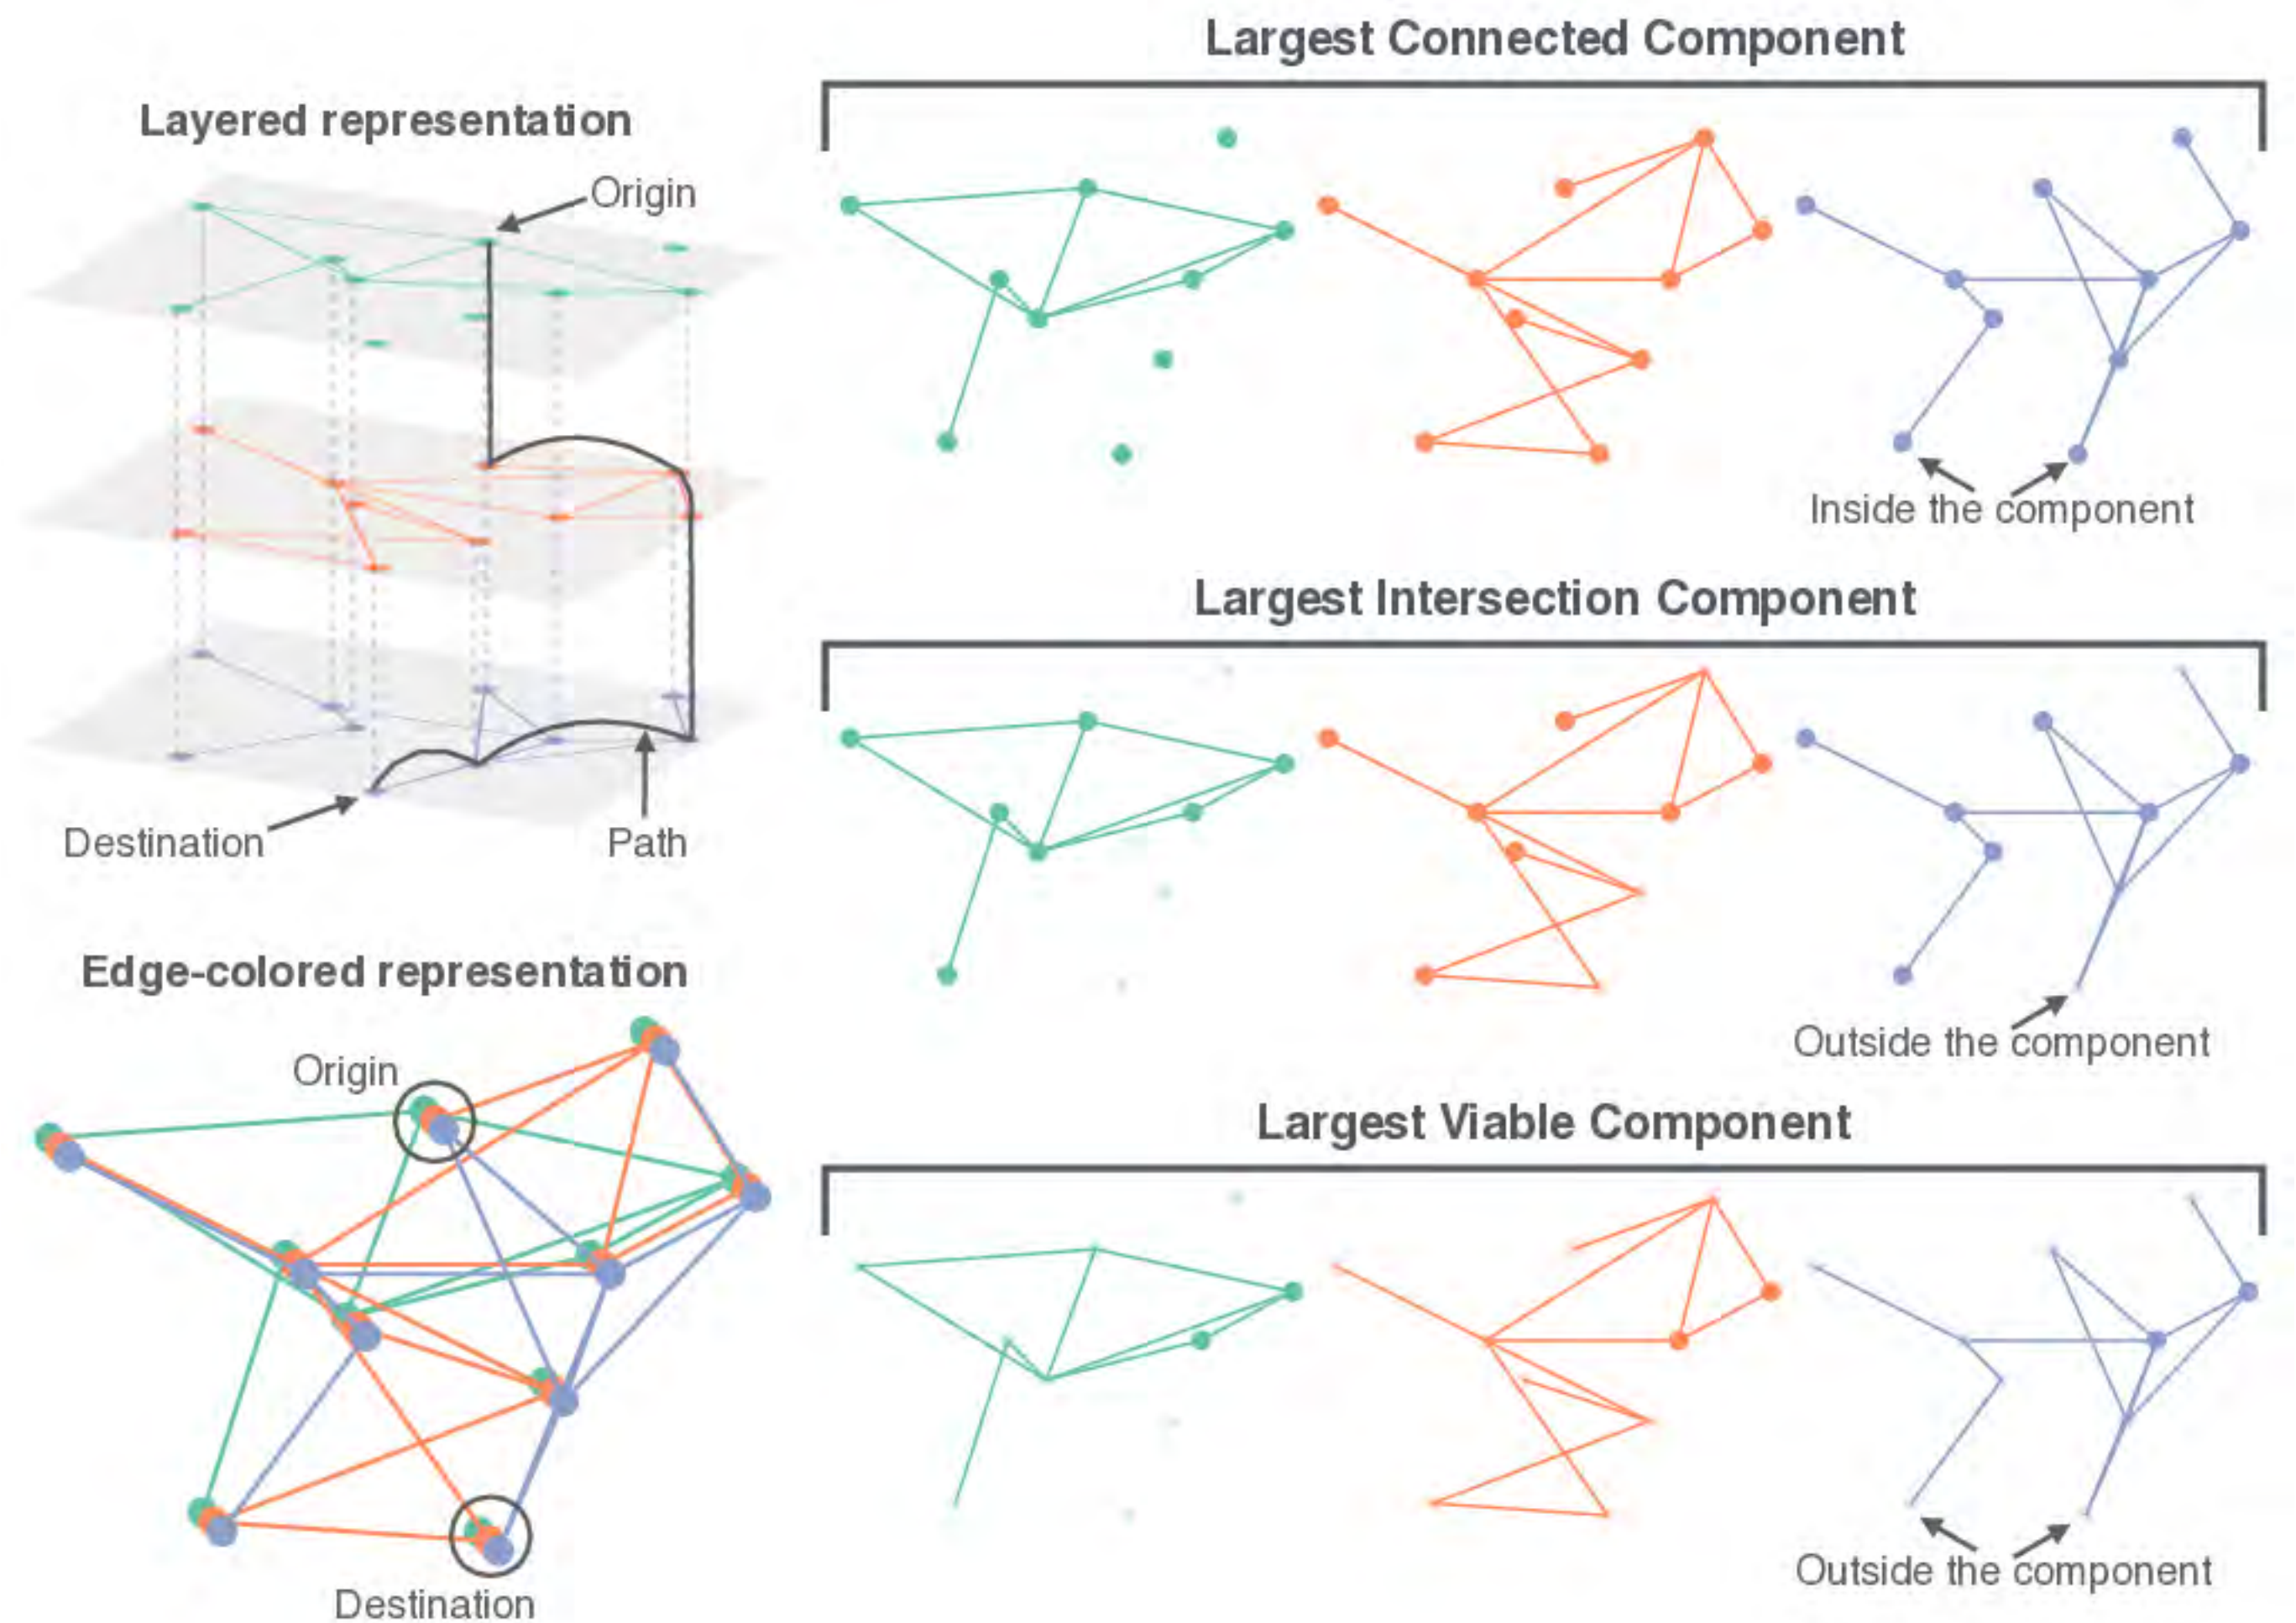 Layered representation
Origin
Destination
Path
Edge-colored representation
Origin
Destination
Largest Connected Component
Inside the component
Largest Intersection Component
Outside the component
Largest Viable Component
Outside the component